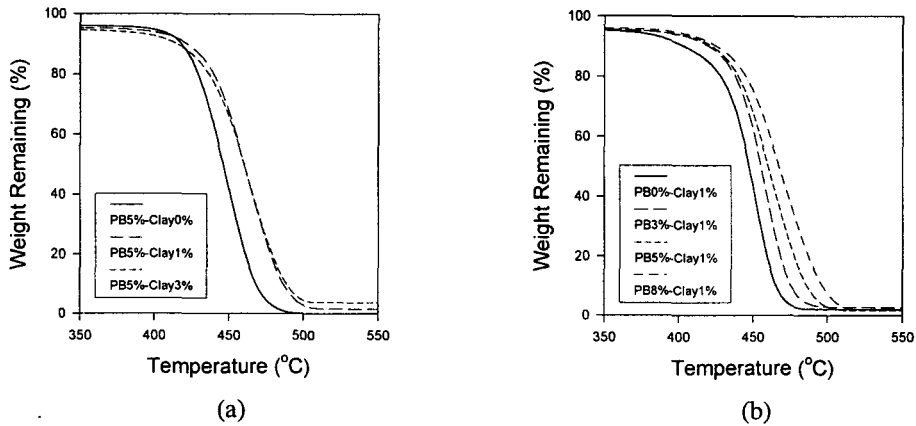 Weight Remaining (%)
100
80
60
40
20
0
PB5%-Clay0%
PB5%-Clay1%
PB5%-Clay3%
350
400
450
500
550
Temperature (°C)
(a)
Weight Remaining (%)
100
80
60
40
20
0
PB0%-Clay1%
PB3%-Clay1%
PB5%-Clay1%
PB8%-Clay1%
350
400
450
500
550
Temperature (°C)
(b)